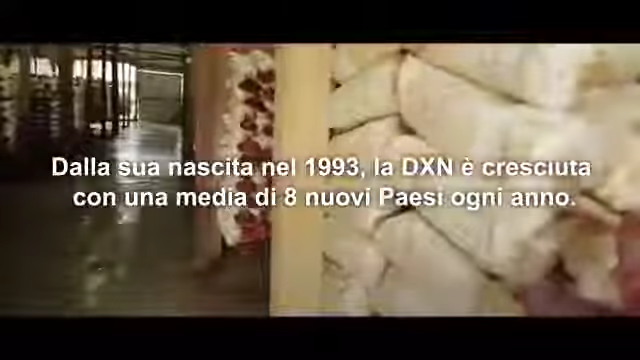 Dalla sua nascita nel 1993, la DXN è cresciuta
con una media di 8 nuovi Paesi ogni anno.